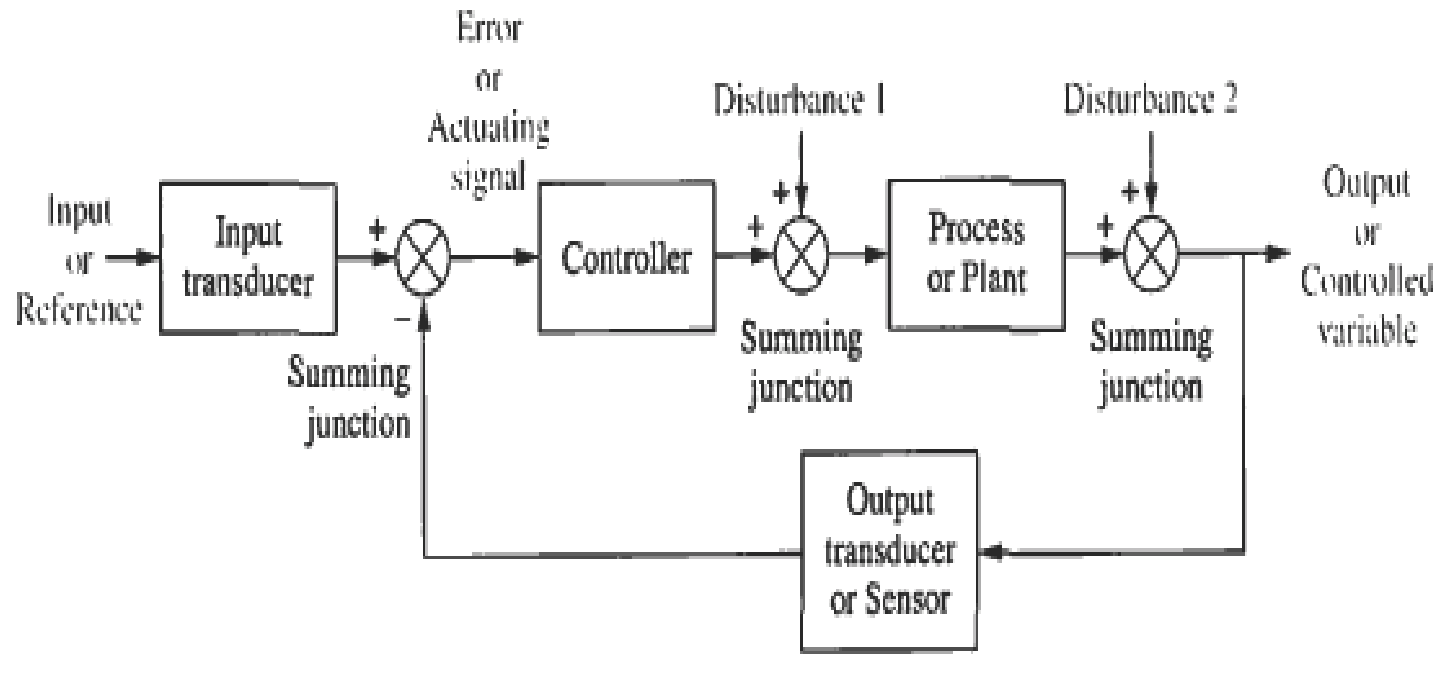 Error
or
Actuating
signal
Disturbance 1
Disturbance 2
Input
or
Reference
Input
transducer
+
−
Summing
junction
Controller
+
+
Summing
junction
Process
or Plant
+
+
Summing
junction
Output
or
Controlled
variable
Output
transducer
or Sensor